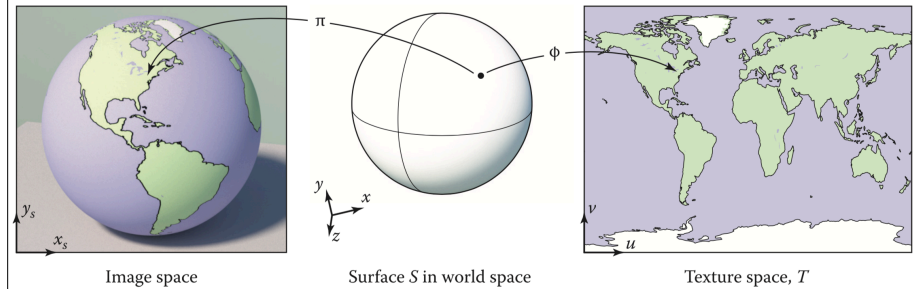 π
ϕ
y_s
x_s
y
x
z
v
u
Image space
Surface S in world space
Texture space, T